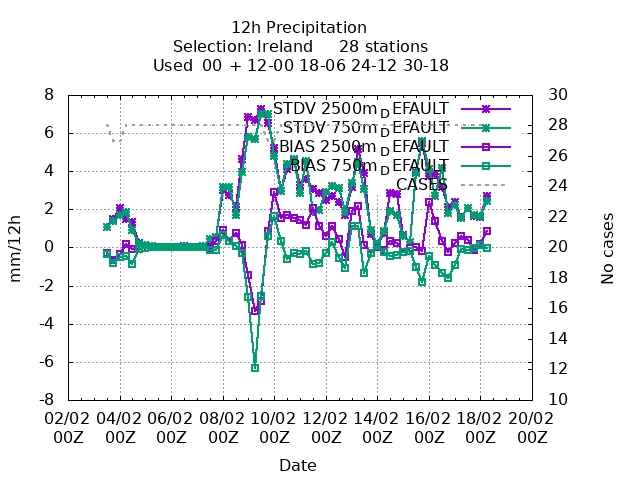 12h Precipitation
Selection: Ireland 28 stations
Used 00 + 12-00 18-06 24-12 30-18
8 30
STDV 2500m_DEFAULT
6 28
STDV 750m_DEFAULT
BIAS 2500m_DEFAULT
26
4 BIAS 750m_DEFAULT
CASES 24
2 22
mm/12h 0 20 No cases
-2 18
16
-4 14
-6 12
-8 10
02/02 04/02 06/02 08/02 10/02 12/02 14/02 16/02 18/02 20/02
00Z 00Z 00Z 00Z 00Z 00Z 00Z 00Z 00Z 00Z
Date